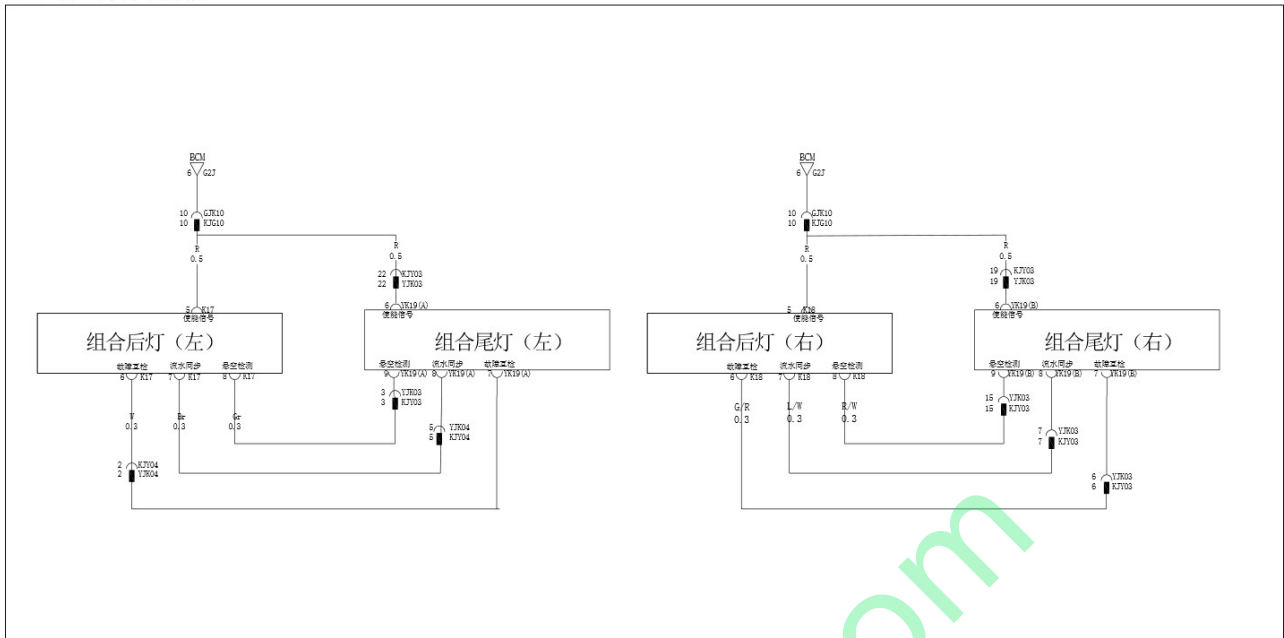 BCM
6 G2J
10 GJK10
10 KJG10
R
0.5
R
0.5
22 KJY03
22 YJK03
5 K17
使能信号
6 YK19(A)
使能信号
组合后灯（左）
组合尾灯（左）
故障互检
流水同步
悬空检测
6 K17
7 K17
8 K17
悬空检测
流水同步
故障互检
9 YK19(A)
8 YK19(A)
7 YK19(A)
0.3
Br
0.3
Gr
0.3
3 YJK03
3 KJY03
5 YJK04
5 KJY04
2 KJY04
2 YJK04
BCM
6 G2J
10 GJK10
10 KJG10
R
0.5
R
0.5
19 KJY03
19 YJK03
5 K18
使能信号
6 YK19(B)
使能信号
组合后灯（右）
组合尾灯（右）
故障互检
流水同步
悬空检测
6 K18
7 K18
8 K18
悬空检测
流水同步
故障互检
9 YK19(B)
8 YK19(B)
7 YK19(B)
G/R
0.3
L/W
0.3
R/W
0.3
15 YJK03
15 KJY03
7 YJK03
7 KJY03
6 YJK03
6 KJY03
om